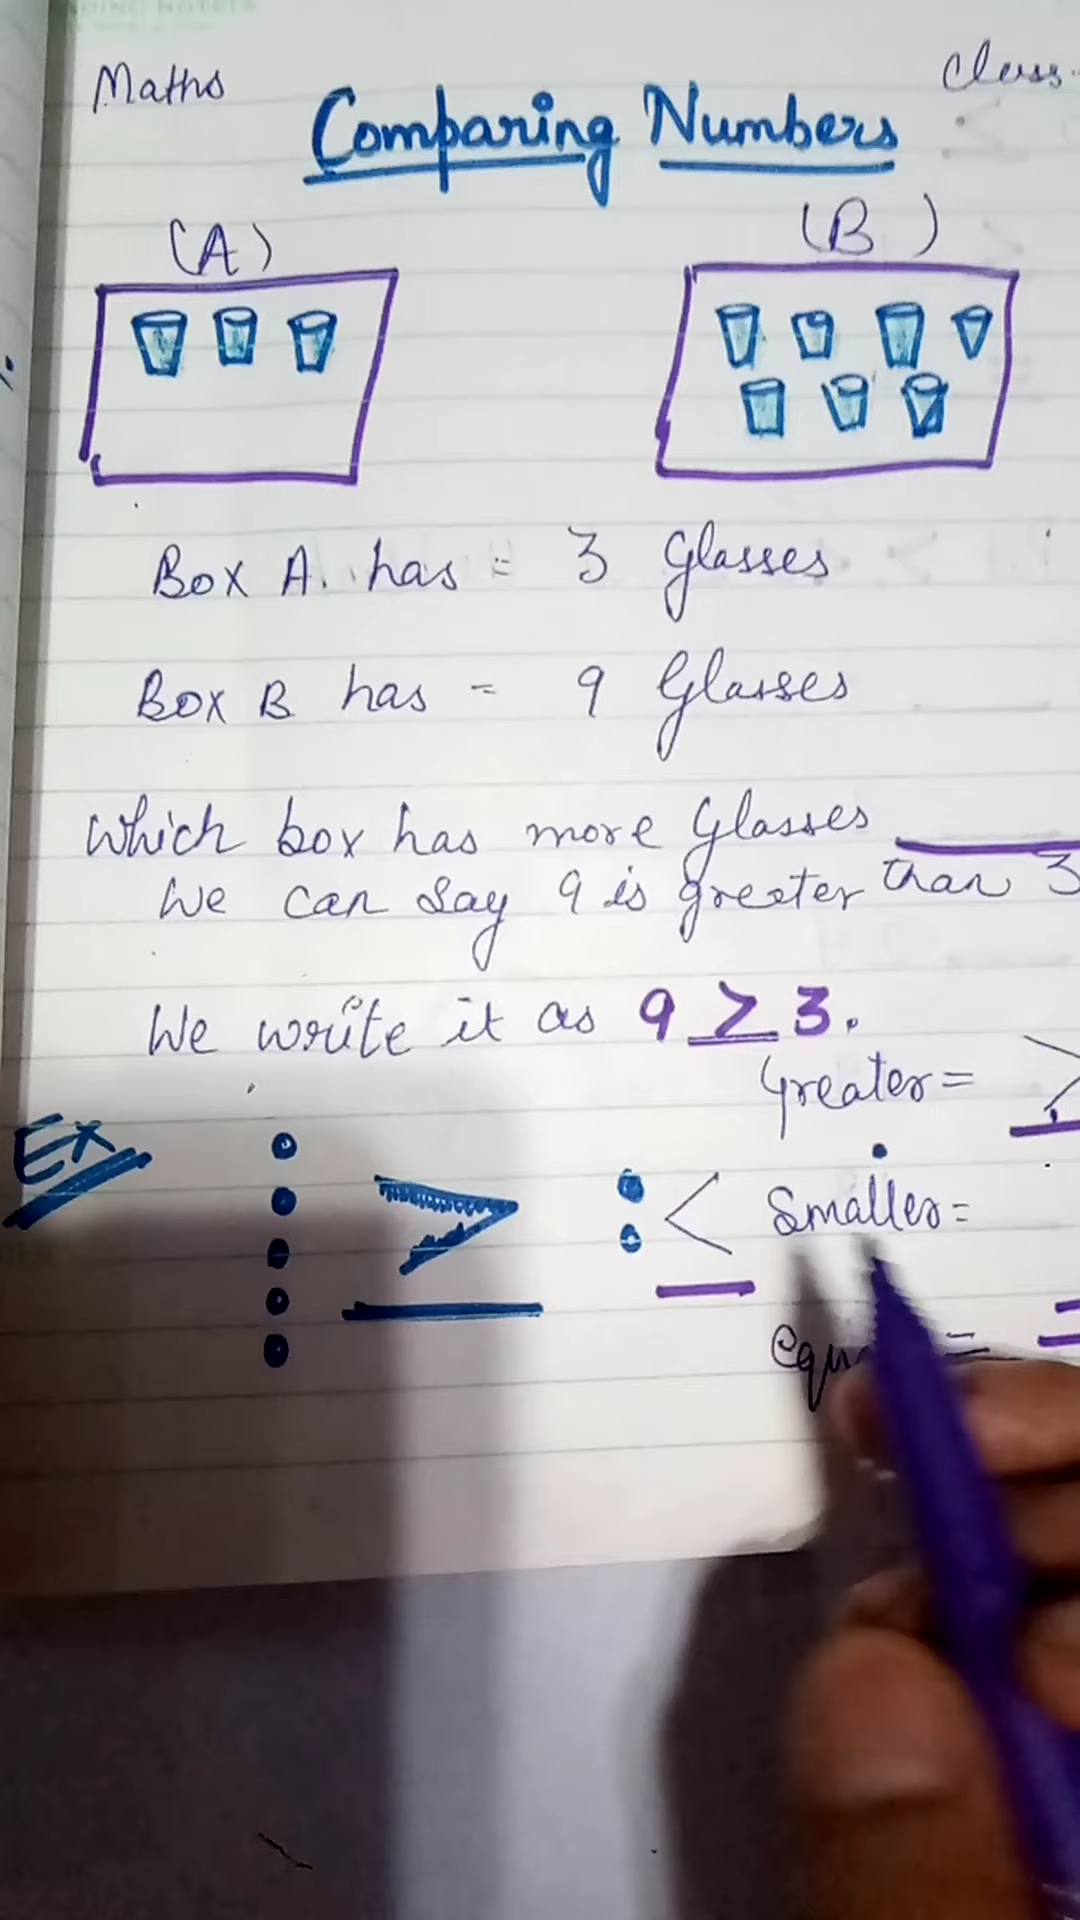 Maths
Class
Comparing Numbers
(A)
(B)
Box A. has = 3 Glasses
Box B has = 9 Glasses
Which box has more Glasses
We can say 9 is greater than 3
We write it as 9 > 3.
Greater = >
Ex
>
< Smaller =
=